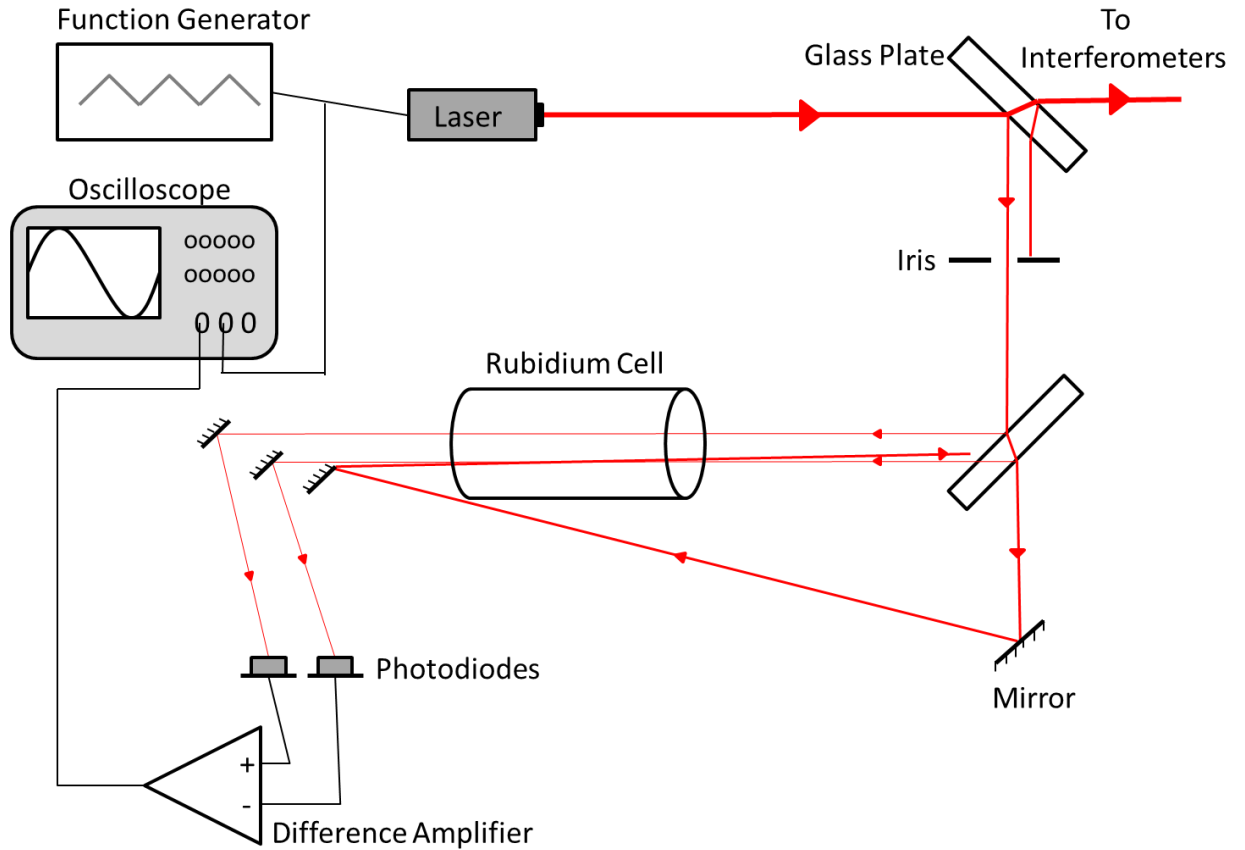 Function Generator
To
Interferometers
Glass Plate
Laser
Oscilloscope
ooooo
ooooo
0 0 0
Iris
Rubidium Cell
Photodiodes
Mirror
+
-
Difference Amplifier